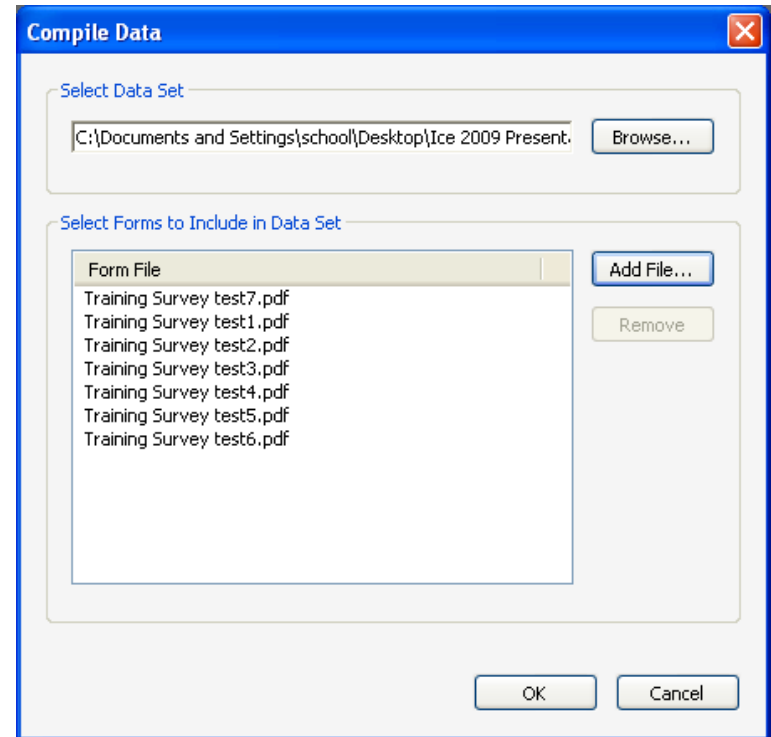 Compile Data
Select Data Set
C:\Documents and Settings\school\Desktop\Ice 2009 Present
Browse...
Select Forms to Include in Data Set
Form File
Add File...
Training Survey test7.pdf
Training Survey test1.pdf
Remove
Training Survey test2.pdf
Training Survey test3.pdf
Training Survey test4.pdf
Training Survey test5.pdf
Training Survey test6.pdf
OK
Cancel